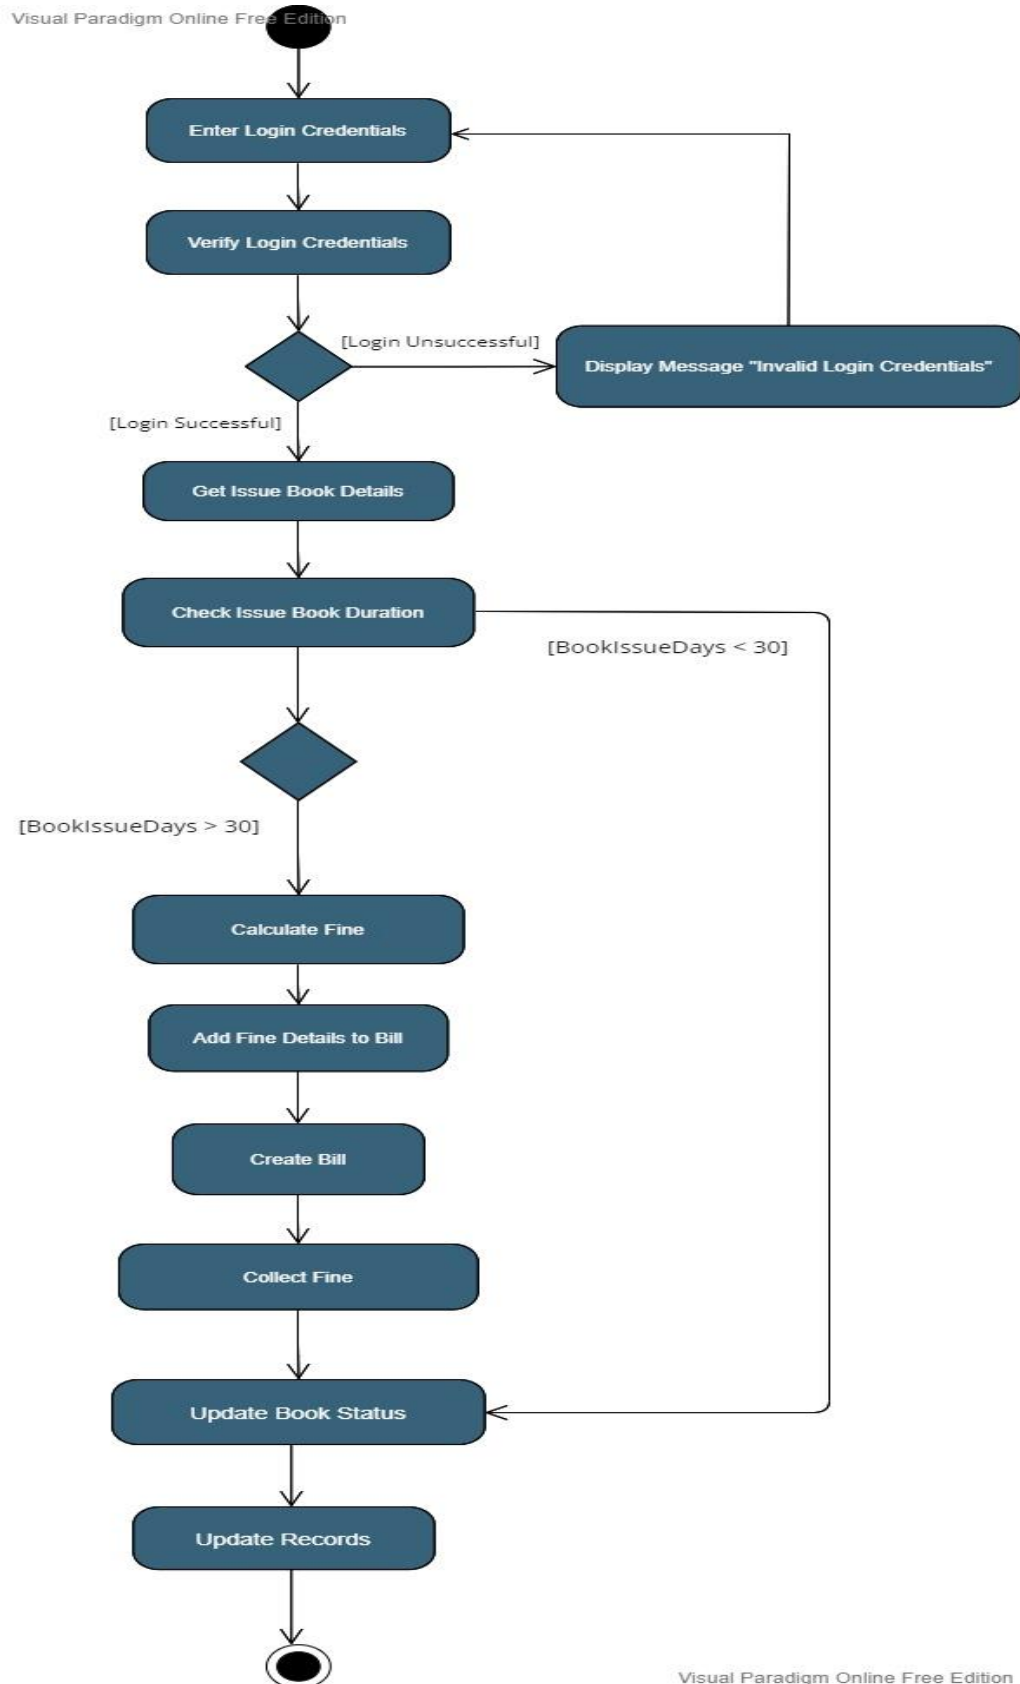 Visual Paradigm Online Free Edition
Enter Login Credentials
Verify Login Credentials
[Login Unsuccessful]
Display Message "Invalid Login Credentials"
[Login Successful]
Get Issue Book Details
Check Issue Book Duration
[BookIssueDays < 30]
[BookIssueDays > 30]
Calculate Fine
Add Fine Details to Bill
Create Bill
Collect Fine
Update Book Status
Update Records
Visual Paradigm Online Free Edition